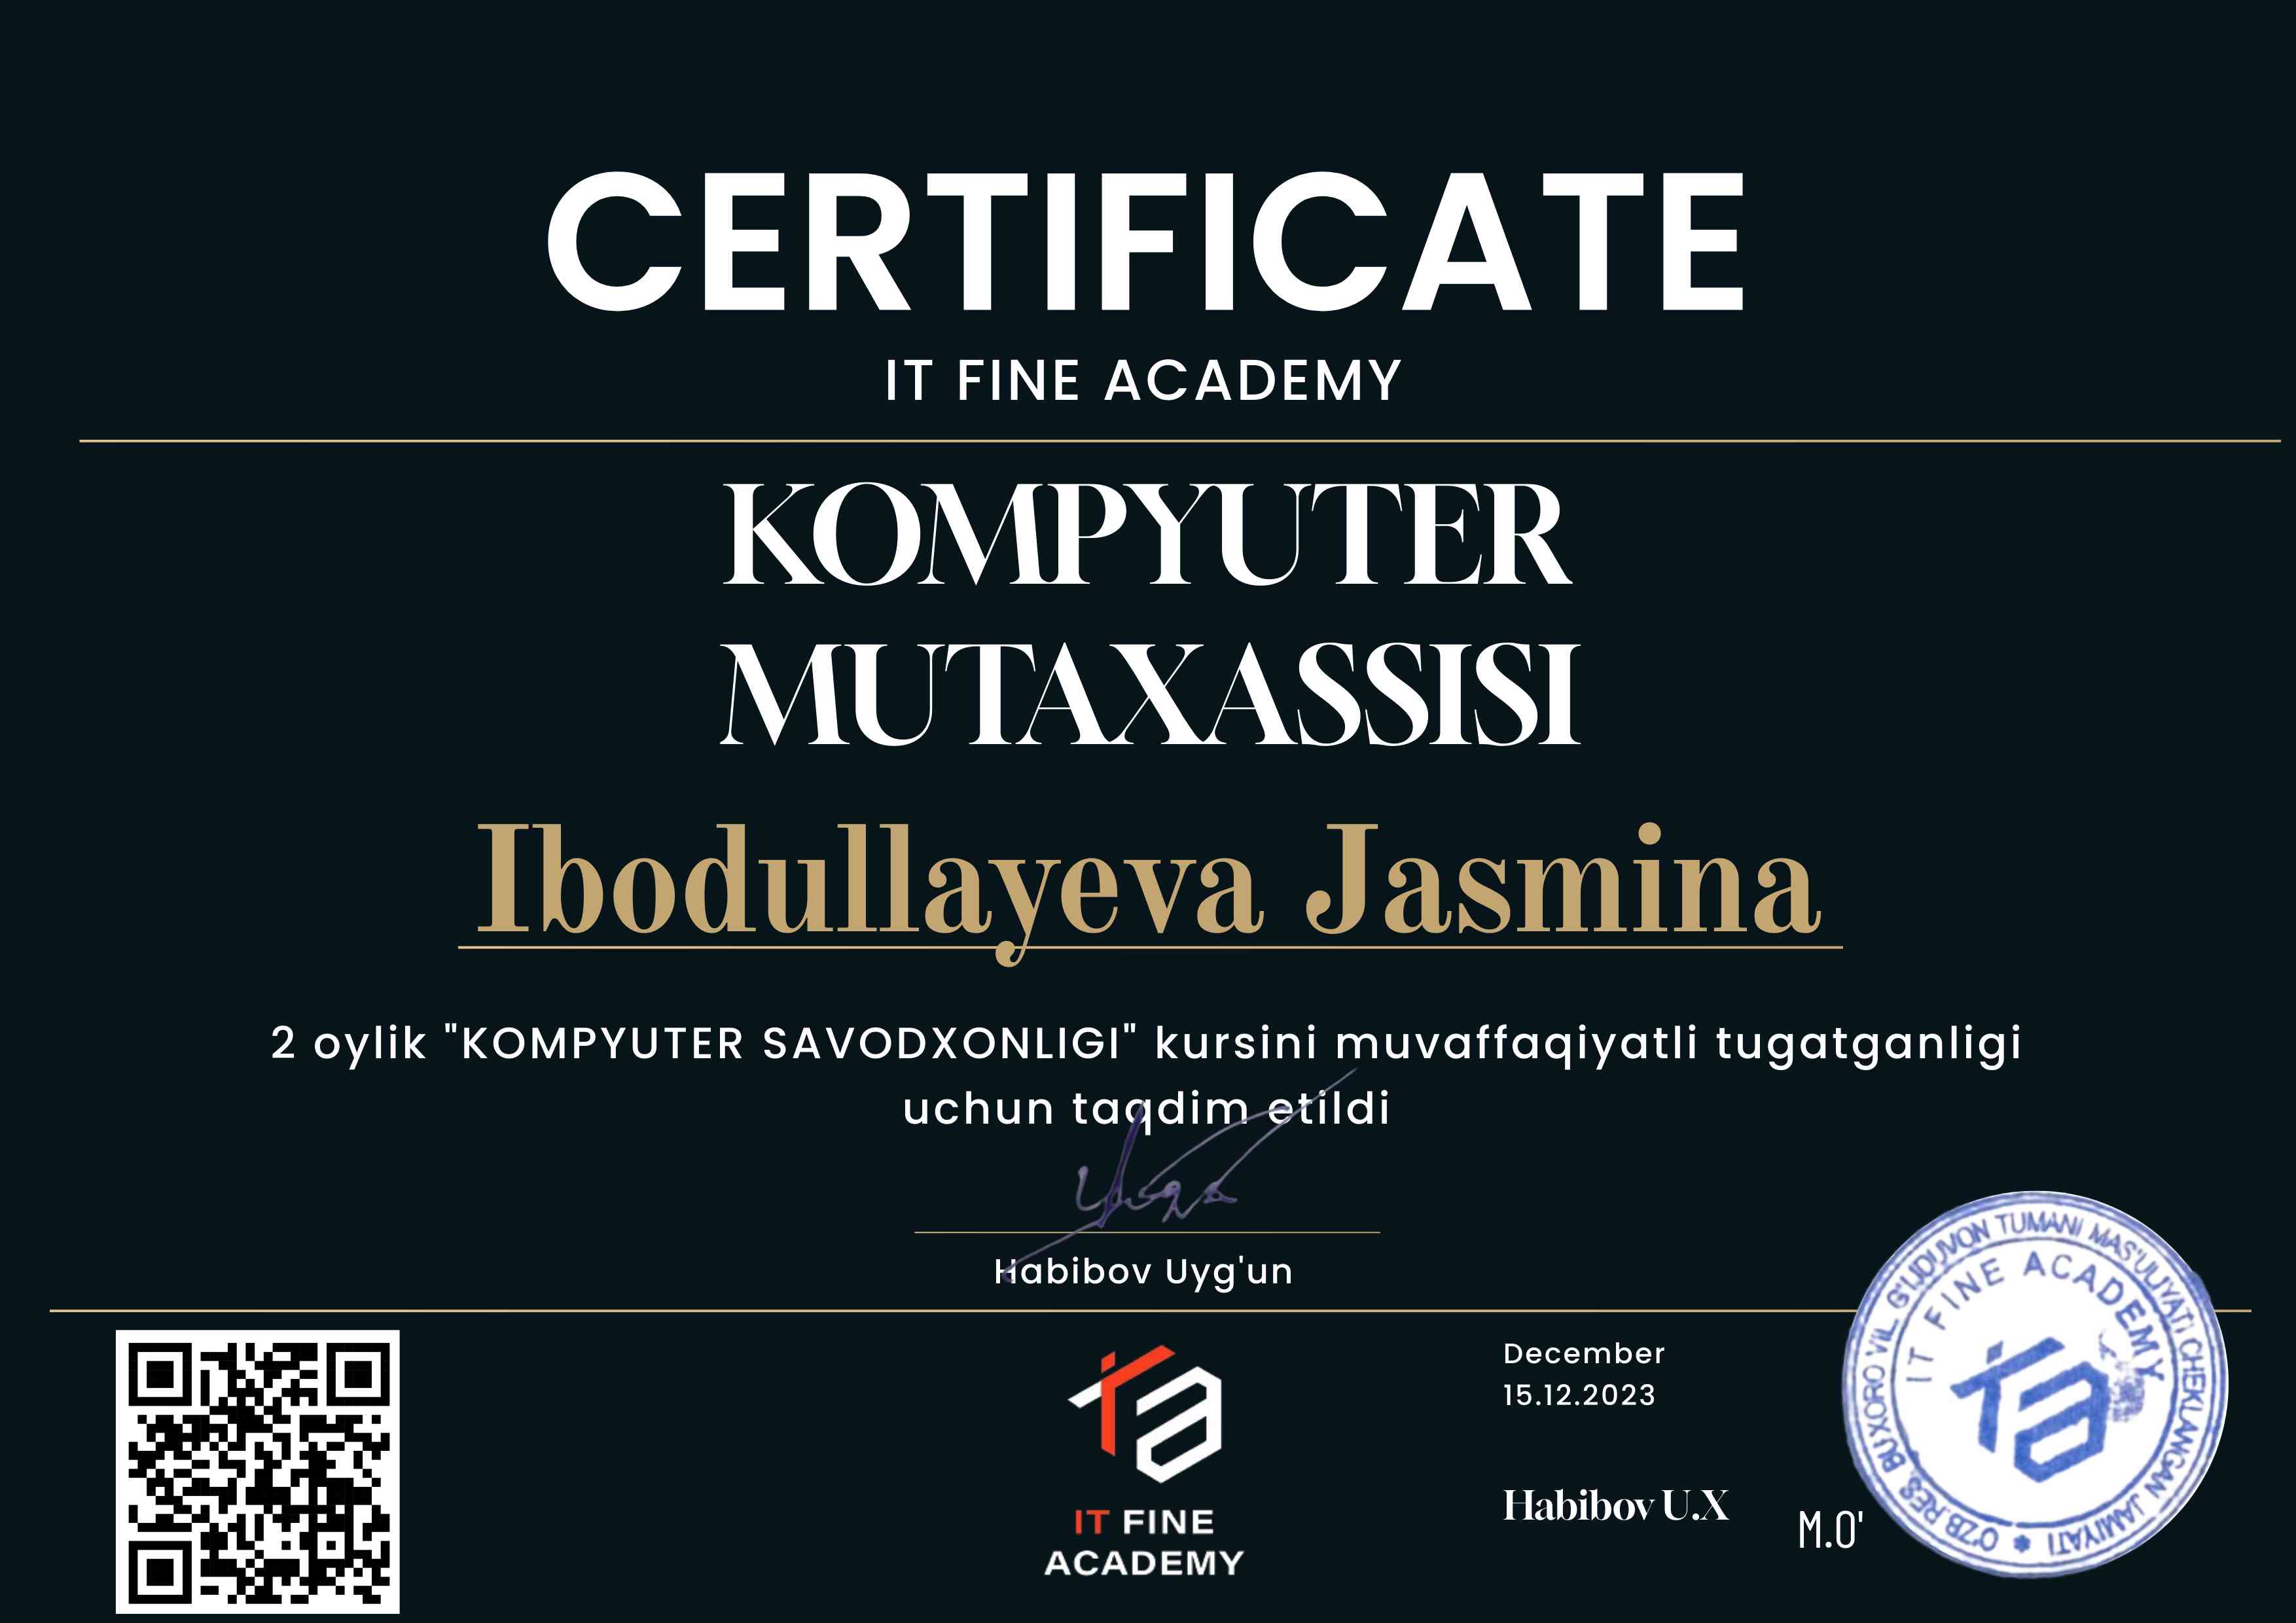 CERTIFICATE
IT FINE ACADEMY
KOMPYUTER
MUTAXASSISI
Ibodullayeva Jasmina
2 oylik "KOMPYUTER SAVODXONLIGI" kursini muvaffaqiyatli tugatganligi
uchun taqdim etildi
Habibov Uyg'un
December
15.12.2023
Habibov U.X
M.O'
IT FINE
ACADEMY
O'ZB.RES. BUXORO VIL. G'IJDUVON TUMANI MAS'ULIYATI CHEKLANGAN JAMIYATI
IT FINE ACADEMY